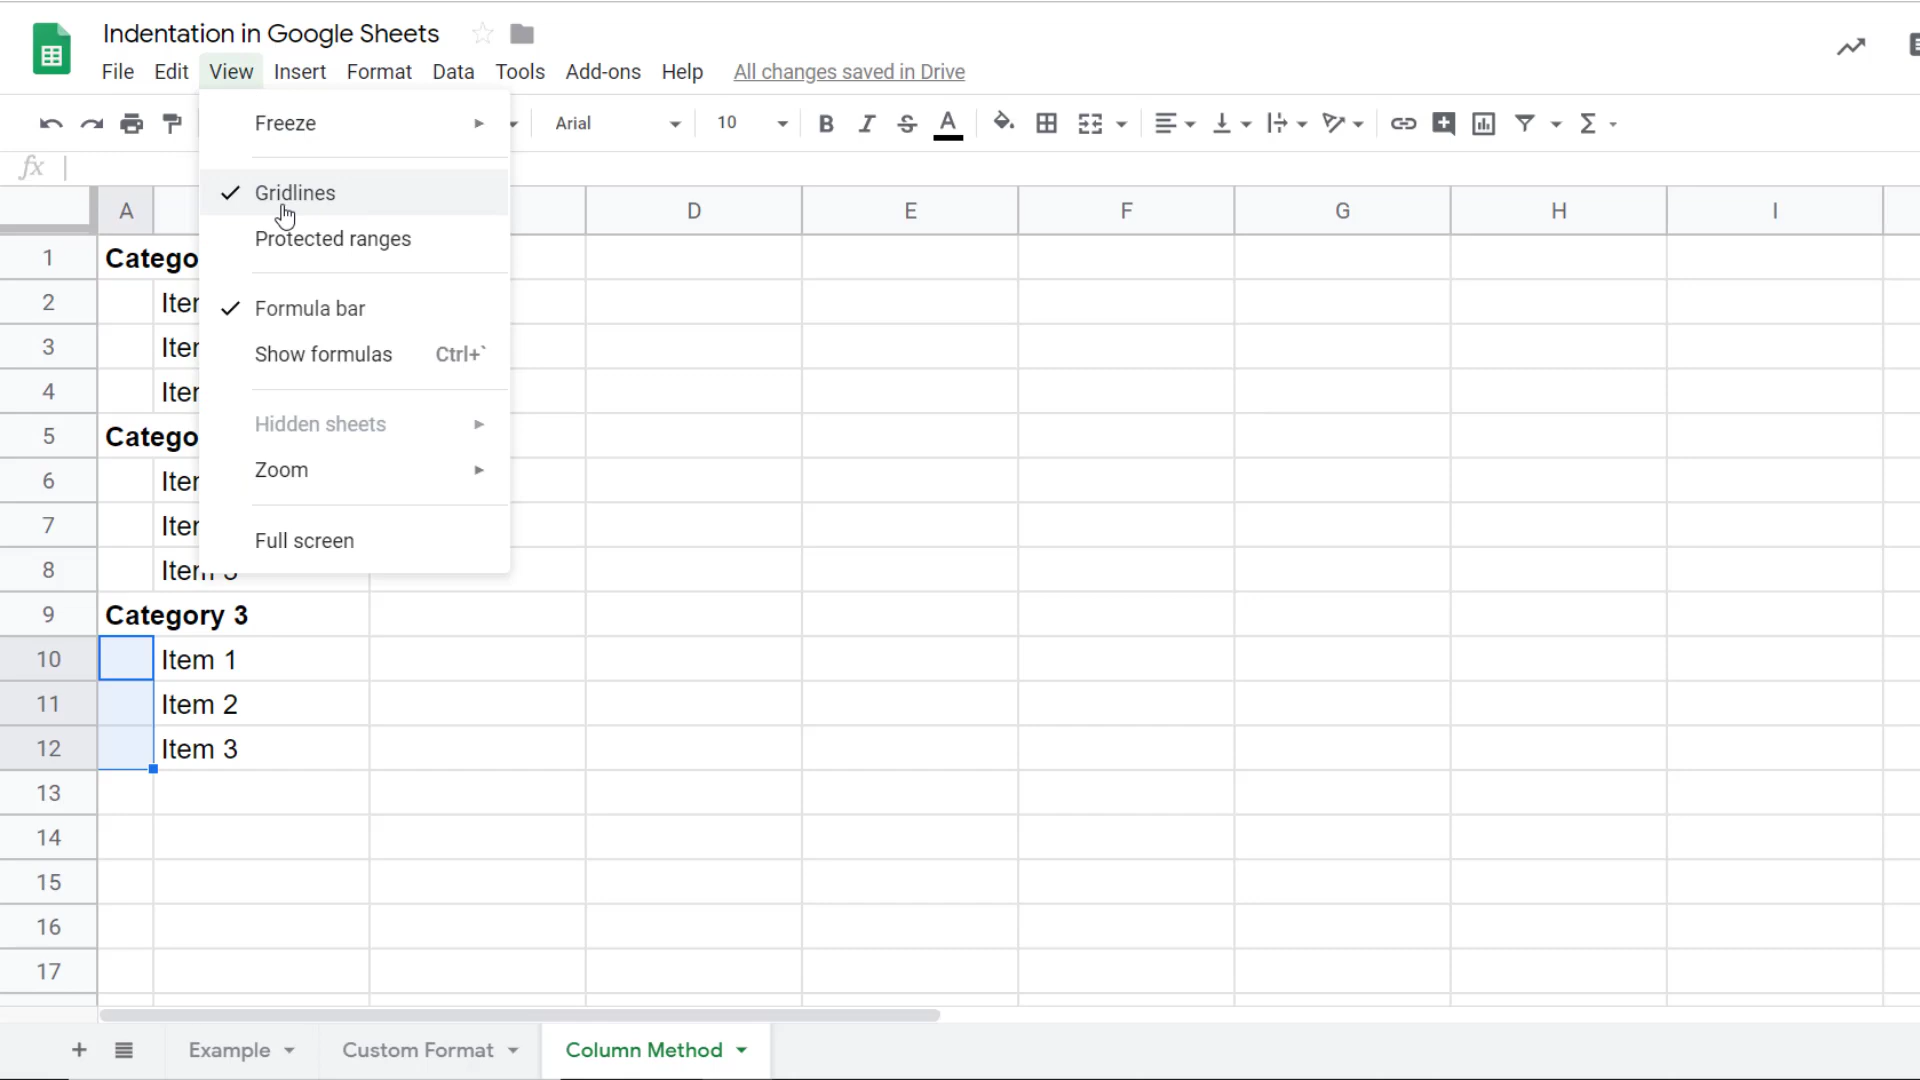 Indentation in Google Sheets
File Edit View Insert Format Data Tools Add-ons Help All changes saved in Drive
Freeze
Arial 10 B I S A Σ
fx
Gridlines
Protected ranges
Formula bar
Show formulas Ctrl+`
Hidden sheets
Zoom
Full screen
A D E F G H I
1 Catego
2 Iter
3 Iter
4 Iter
5 Catego
6 Iter
7 Iter
8
9 Category 3
10 Item 1
11 Item 2
12 Item 3
13
14
15
16
17
+ Example Custom Format Column Method